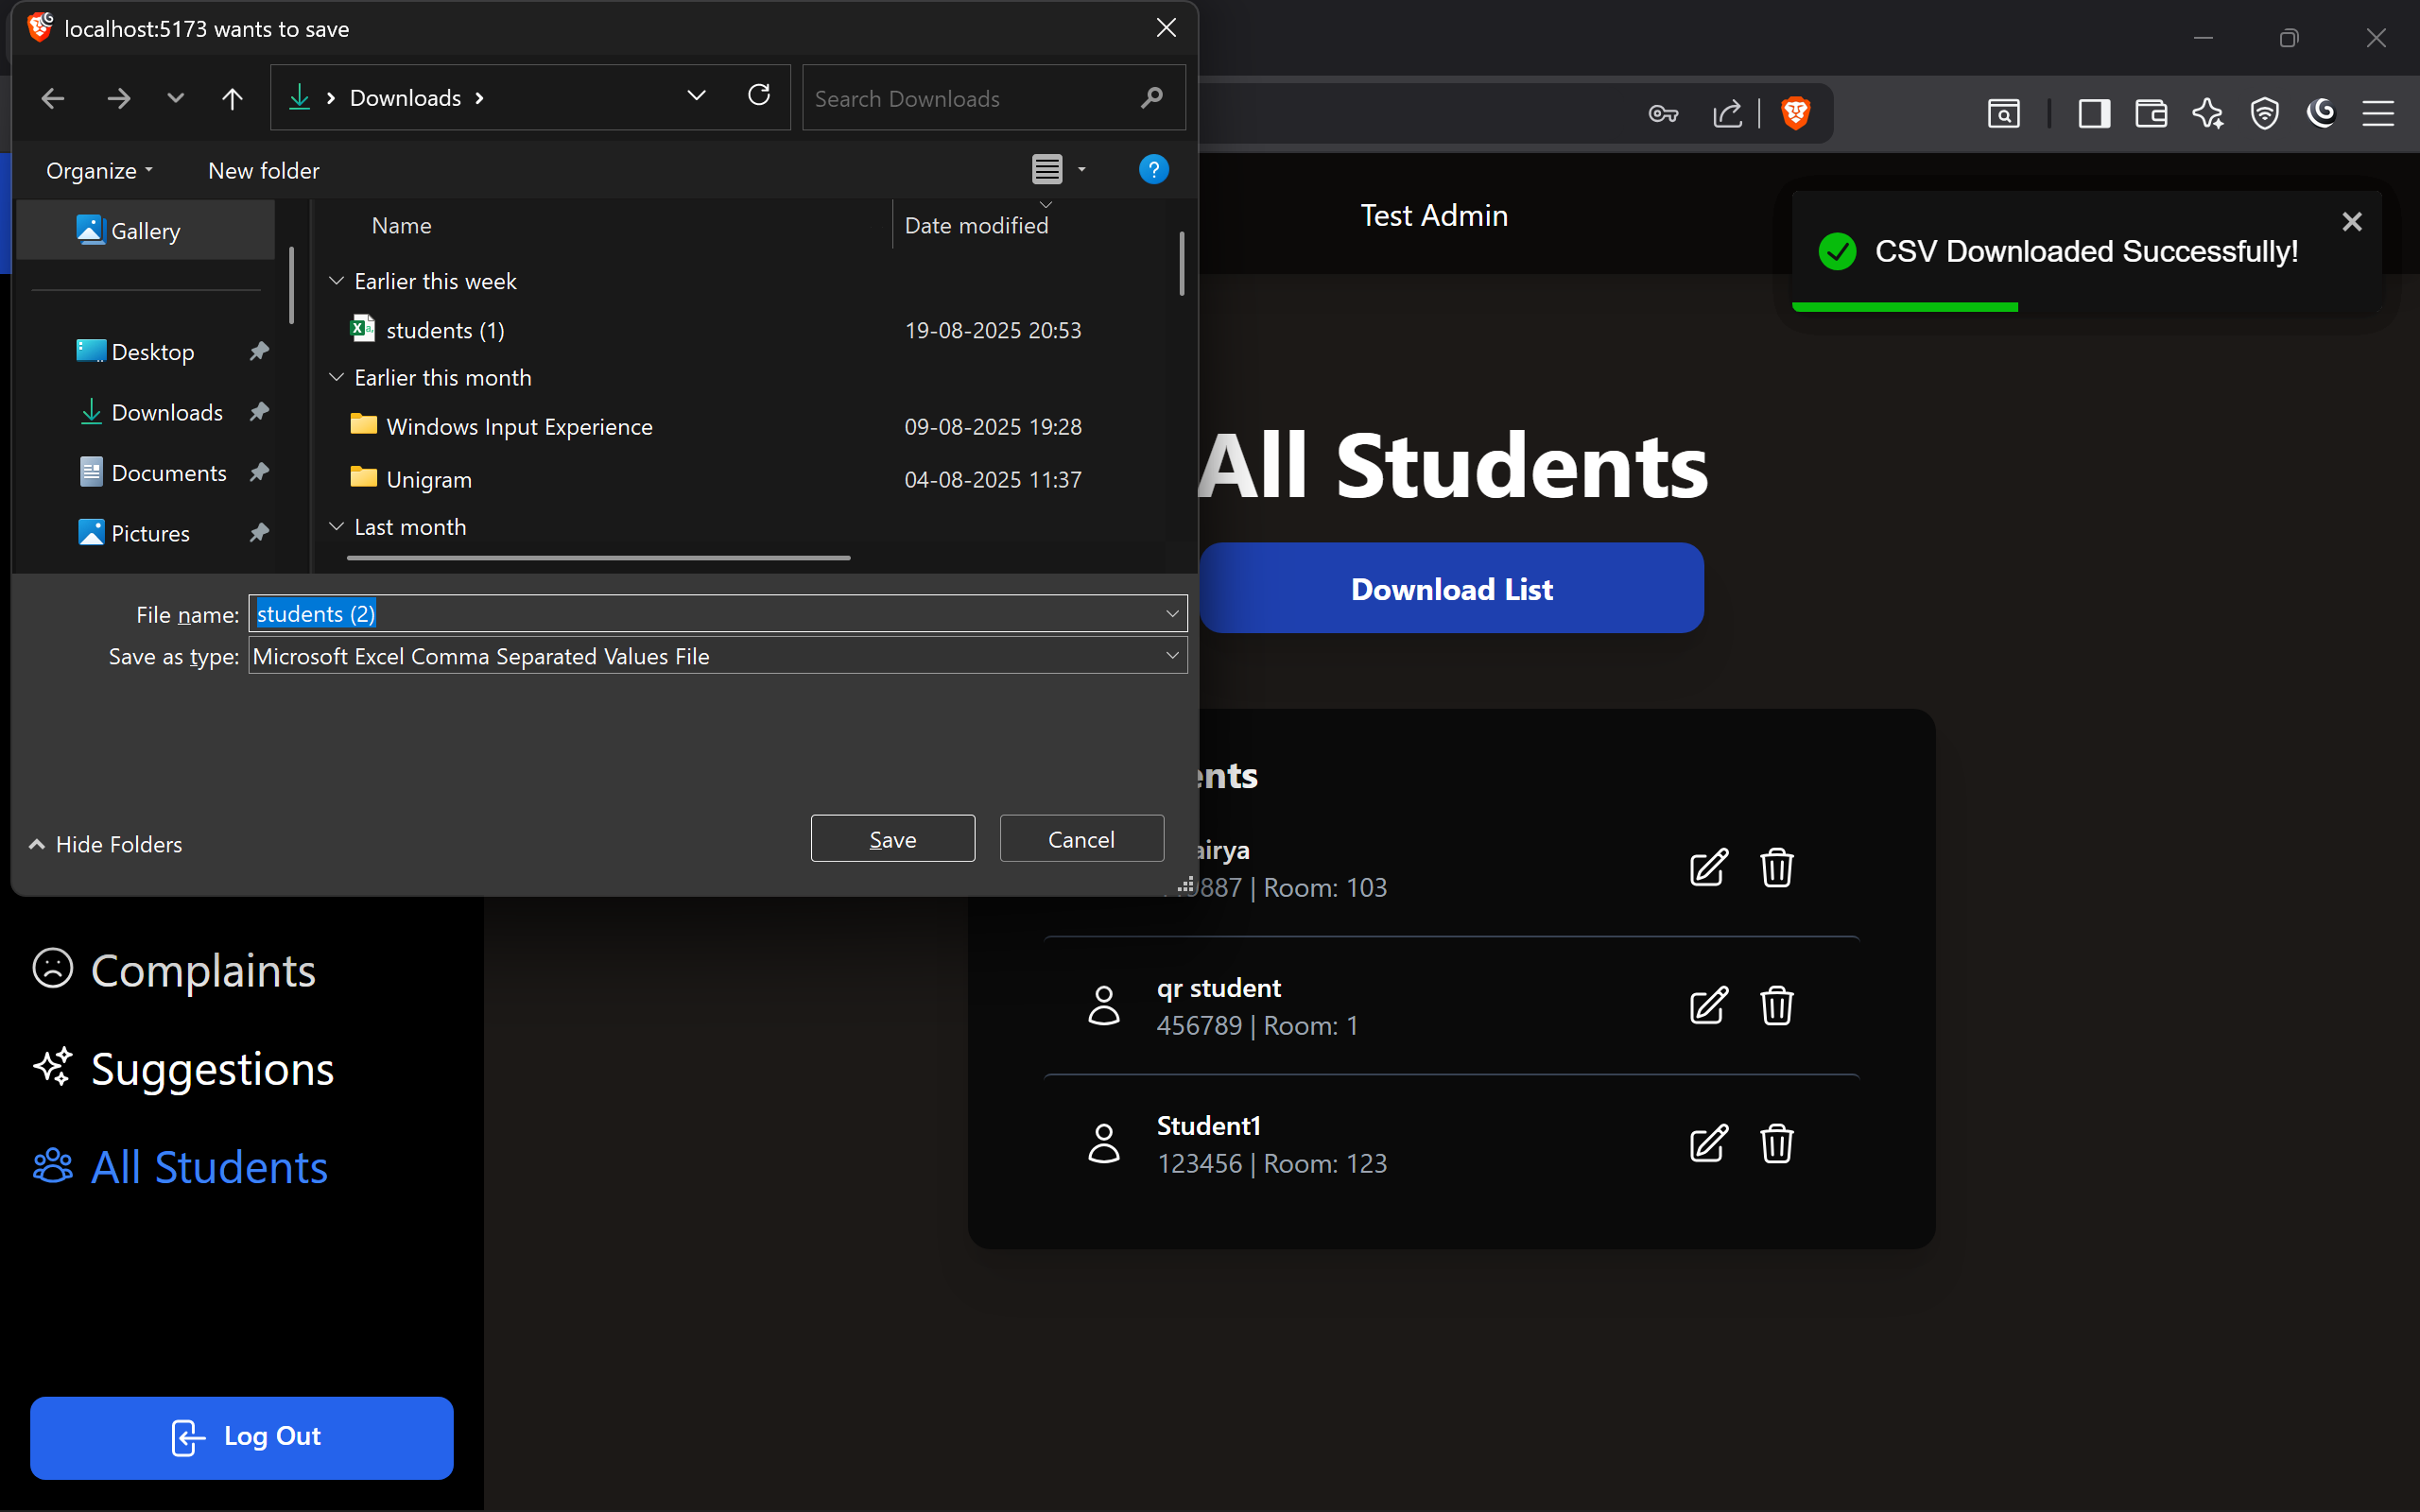 localhost:5173 wants to save
Downloads
Search Downloads
Organize
New folder
Gallery
Desktop
Downloads
Documents
Pictures
Name
Date modified
Earlier this week
students (1)
19-08-2025 20:53
Earlier this month
Windows Input Experience
09-08-2025 19:28
Unigram
04-08-2025 11:37
Last month
File name:
students (2)
Save as type:
Microsoft Excel Comma Separated Values File
Hide Folders
Save
Cancel
Test Admin
CSV Downloaded Successfully!
All Students
Download List
ents
airya
887 | Room: 103
qr student
456789 | Room: 1
Student1
123456 | Room: 123
Complaints
Suggestions
All Students
Log Out